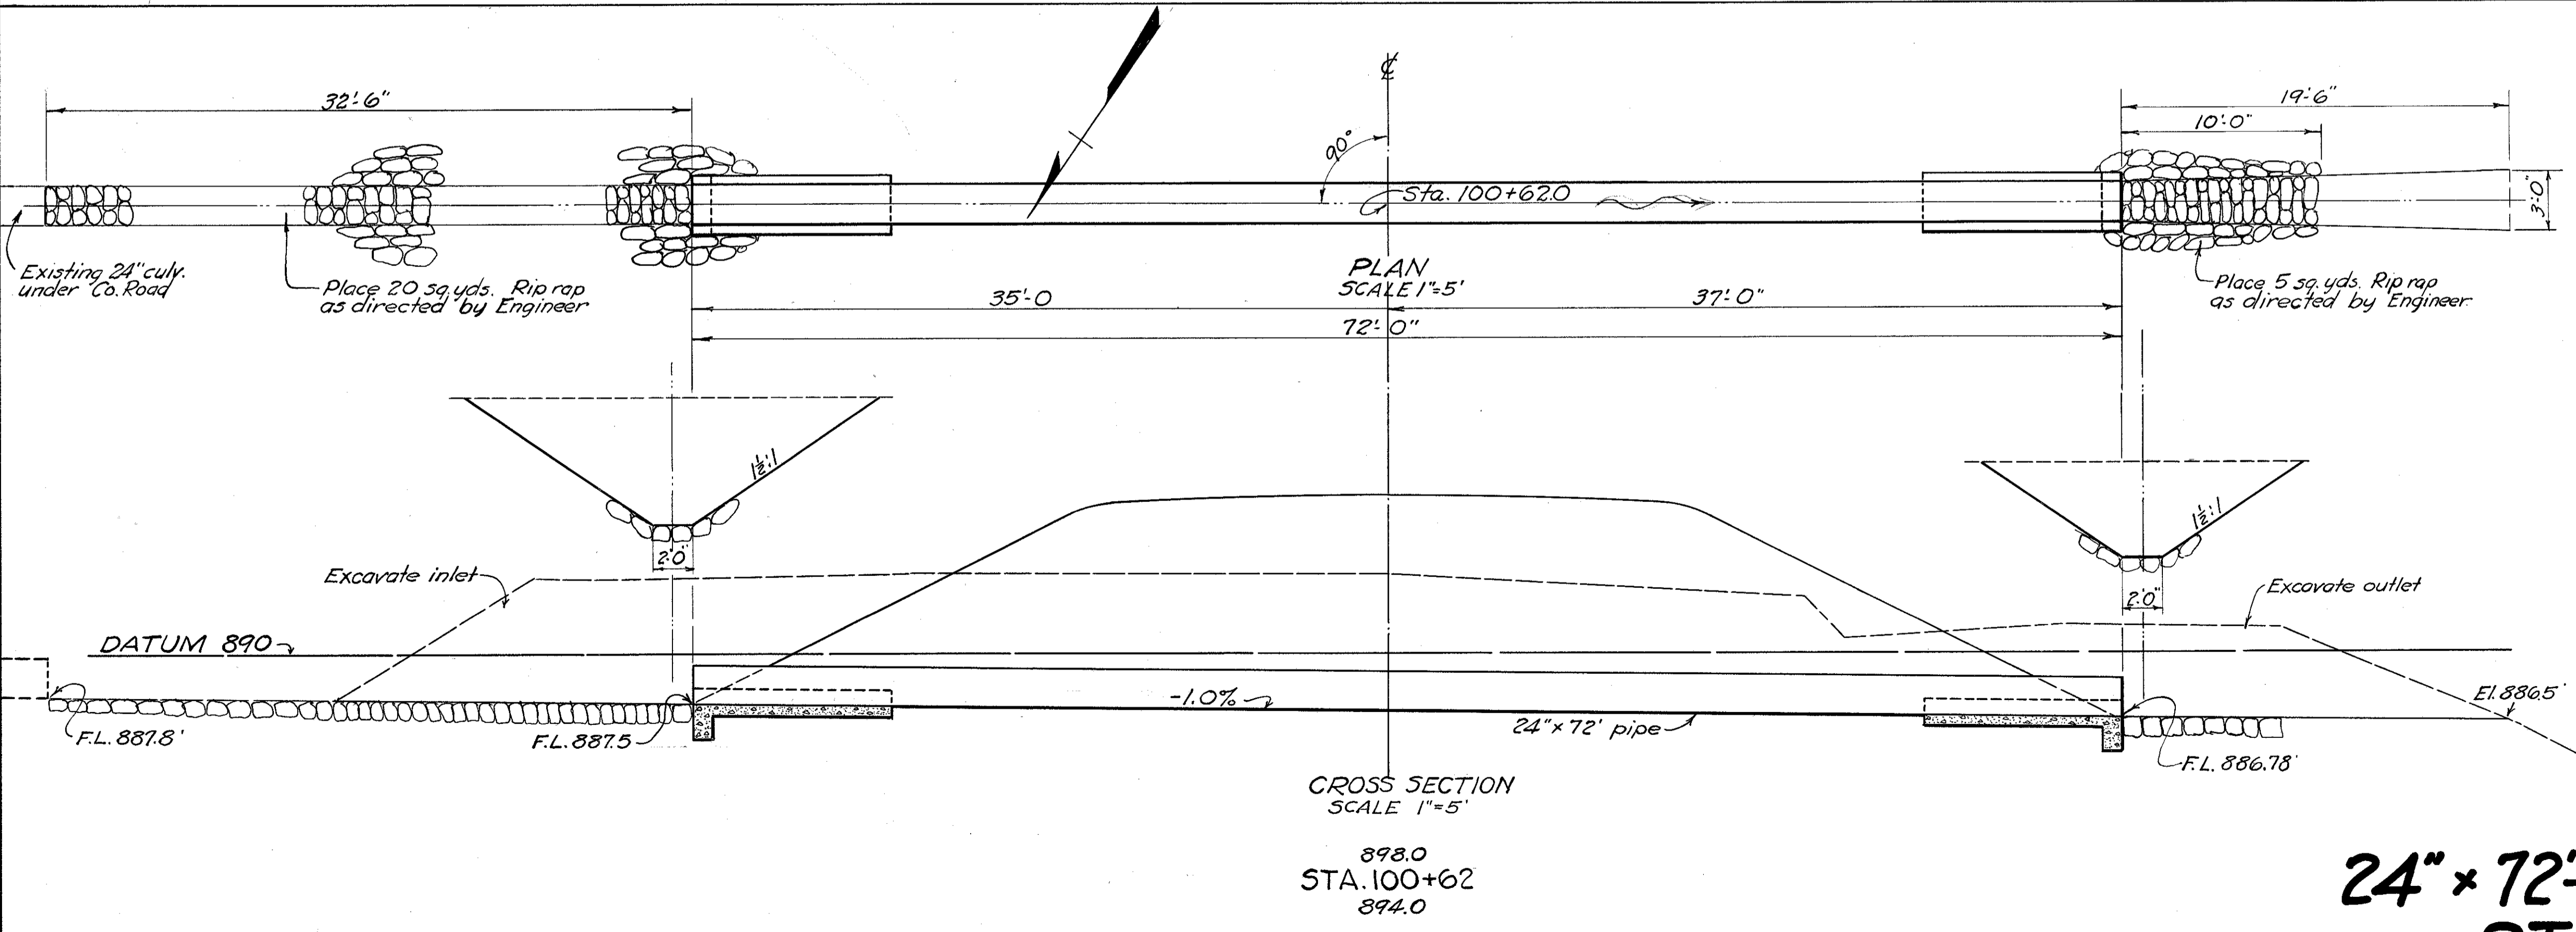 ℄
32'-6"
19'-6"
10'-0"
90°
Sta. 100+62.0
3'-0"
Existing 24" culv.
under Co. Road
Place 20 sq. yds. Rip rap
as directed by Engineer
PLAN
SCALE 1"=5'
Place 5 sq. yds. Rip rap
as directed by Engineer
35'-0
37'-0"
72'-0"
1½:1
1½:1
2'0"
2'0"
Excavate inlet
Excavate outlet
DATUM 890
-1.0%
El. 886.5'
F.L. 887.8'
F.L. 887.5
24" x 72' pipe
F.L. 886.78'
CROSS SECTION
SCALE 1"=5'
898.0
STA. 100+62
894.0
24" x 72'-